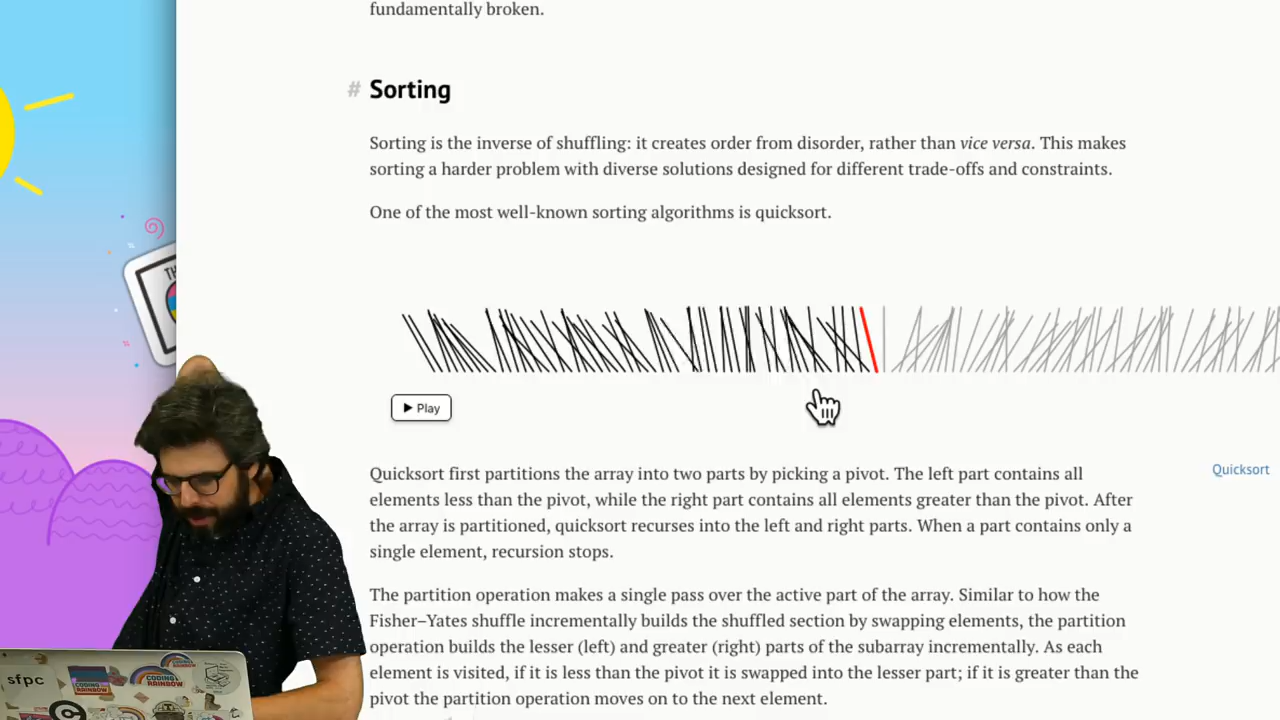 fundamentally broken.
# Sorting
Sorting is the inverse of shuffling: it creates order from disorder, rather than vice versa. This makes
sorting a harder problem with diverse solutions designed for different trade-offs and constraints.
One of the most well-known sorting algorithms is quicksort.
TH
▶ Play
Quicksort first partitions the array into two parts by picking a pivot. The left part contains all
Quicksort
elements less than the pivot, while the right part contains all elements greater than the pivot. After
the array is partitioned, quicksort recurses into the left and right parts. When a part contains only a
single element, recursion stops.
The partition operation makes a single pass over the active part of the array. Similar to how the
Fisher–Yates shuffle incrementally builds the shuffled section by swapping elements, the partition
operation builds the lesser (left) and greater (right) parts of the subarray incrementally. As each
element is visited, if it is less than the pivot it is swapped into the lesser part; if it is greater than the
pivot the partition operation moves on to the next element.
sfpc
CODING
RAINBOW
CODING
RAINBOW
CODING
RAINBOW